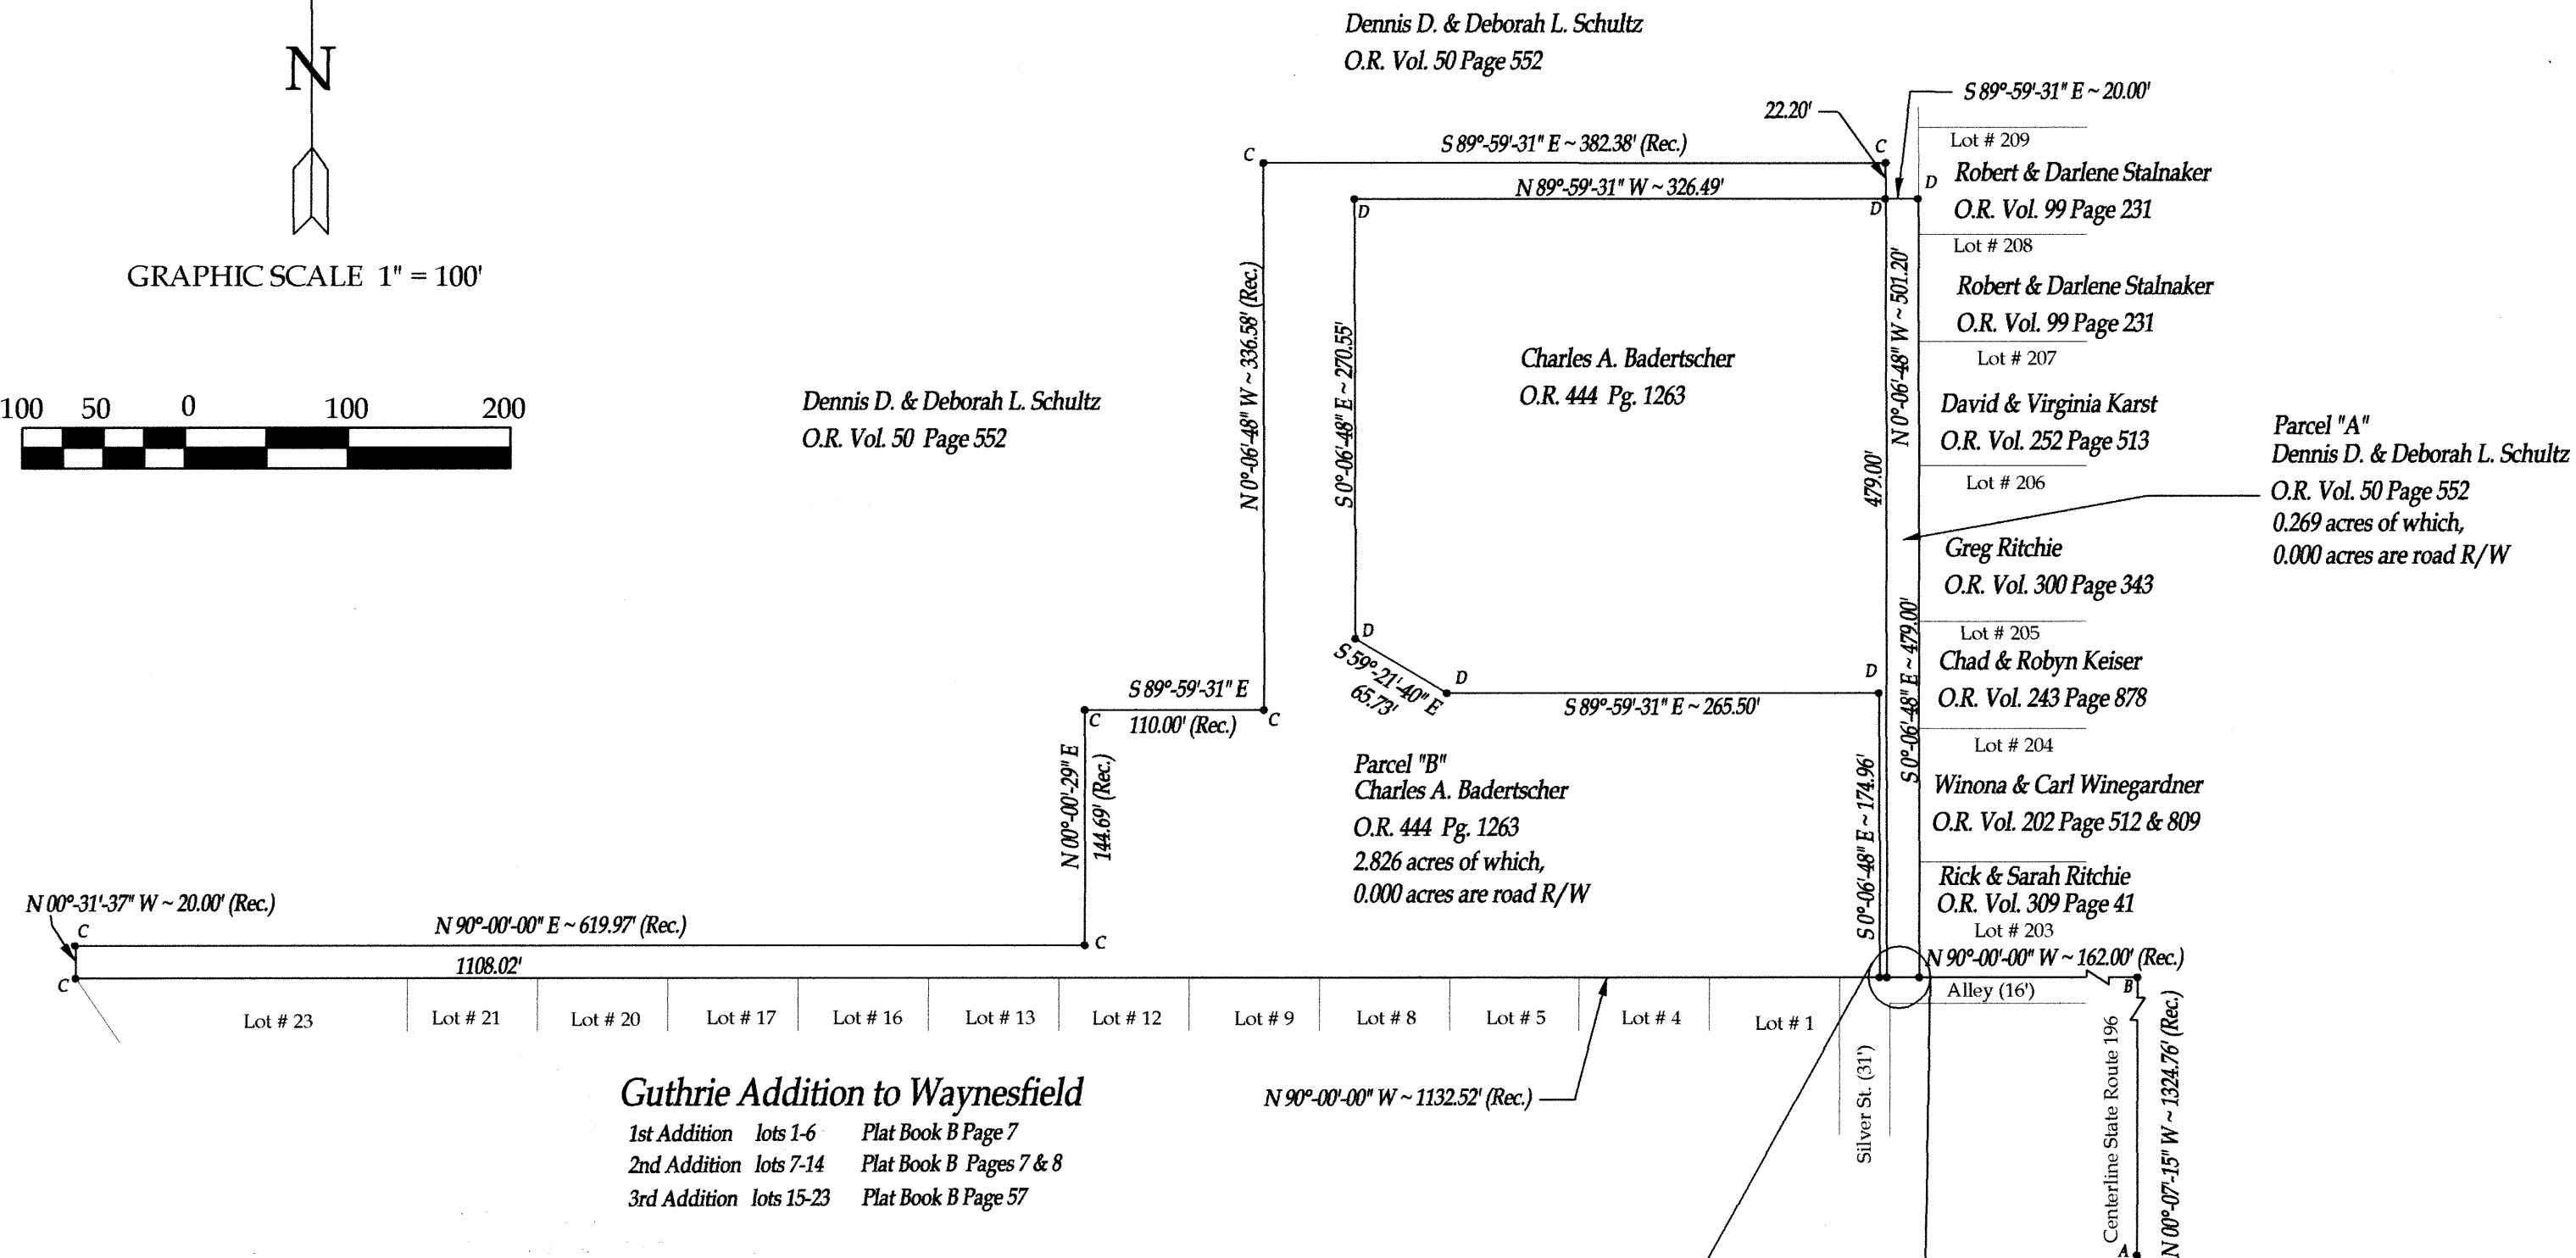 Dennis D. & Deborah L. Schultz
O.R. Vol. 50 Page 552
N
GRAPHIC SCALE 1" = 100'
100 50 0 100 200
S 89°-59'-31" E ~ 20.00'
22.20'
C
S 89°-59'-31" E ~ 382.38' (Rec.)
C
N 89°-59'-31" W ~ 326.49'
D
D
D
Lot # 209
Robert & Darlene Stalnaker
O.R. Vol. 99 Page 231
Lot # 208
Robert & Darlene Stalnaker
O.R. Vol. 99 Page 231
Lot # 207
David & Virginia Karst
O.R. Vol. 252 Page 513
Lot # 206
Greg Ritchie
O.R. Vol. 300 Page 343
Lot # 205
Chad & Robyn Keiser
O.R. Vol. 243 Page 878
Lot # 204
Winona & Carl Winegardner
O.R. Vol. 202 Page 512 & 809
Rick & Sarah Ritchie
O.R. Vol. 309 Page 41
Lot # 203
Parcel "A"
Dennis D. & Deborah L. Schultz
O.R. Vol. 50 Page 552
0.269 acres of which,
0.000 acres are road R/W
N 0°-06'-48" W ~ 501.20'
479.00'
S 0°-06'-48" E ~ 479.00'
N 0°-06'-48" W ~ 336.58' (Rec.)
S 0°-06'-48" E ~ 270.55'
Charles A. Badertscher
O.R. 444 Pg. 1263
Dennis D. & Deborah L. Schultz
O.R. Vol. 50 Page 552
D
S 59°-21'-40" E
65.73'
D
D
S 89°-59'-31" E ~ 265.50'
S 89°-59'-31" E
110.00' (Rec.)
C
C
N 00°-00'-29" E
144.69' (Rec.)
Parcel "B"
Charles A. Badertscher
O.R. 444 Pg. 1263
2.826 acres of which,
0.000 acres are road R/W
S 0°-06'-48" E ~ 174.96'
N 00°-31'-37" W ~ 20.00' (Rec.)
C
N 90°-00'-00" E ~ 619.97' (Rec.)
C
1108.02'
C
N 90°-00'-00" W ~ 162.00' (Rec.)
B
Alley (16')
Lot # 23
Lot # 21
Lot # 20
Lot # 17
Lot # 16
Lot # 13
Lot # 12
Lot # 9
Lot # 8
Lot # 5
Lot # 4
Lot # 1
Silver St. (31')
Centerline State Route 196
N 00°-07'-15" W ~ 1324.76' (Rec.)
A
N 90°-00'-00" W ~ 1132.52' (Rec.)
Guthrie Addition to Waynesfield
1st Addition lots 1-6 Plat Book B Page 7
2nd Addition lots 7-14 Plat Book B Pages 7 & 8
3rd Addition lots 15-23 Plat Book B Page 57